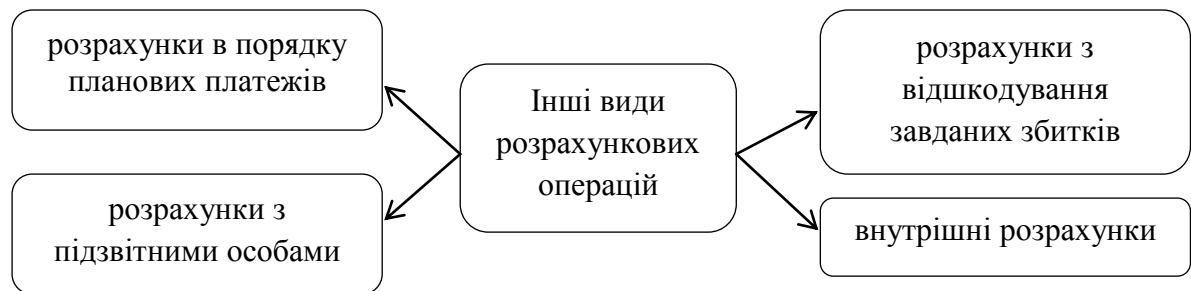 розрахунки в порядку
планових платежів
розрахунки з
підзвітними особами
Інші види
розрахункових
операцій
розрахунки з
відшкодування
завданих збитків
внутрішні розрахунки